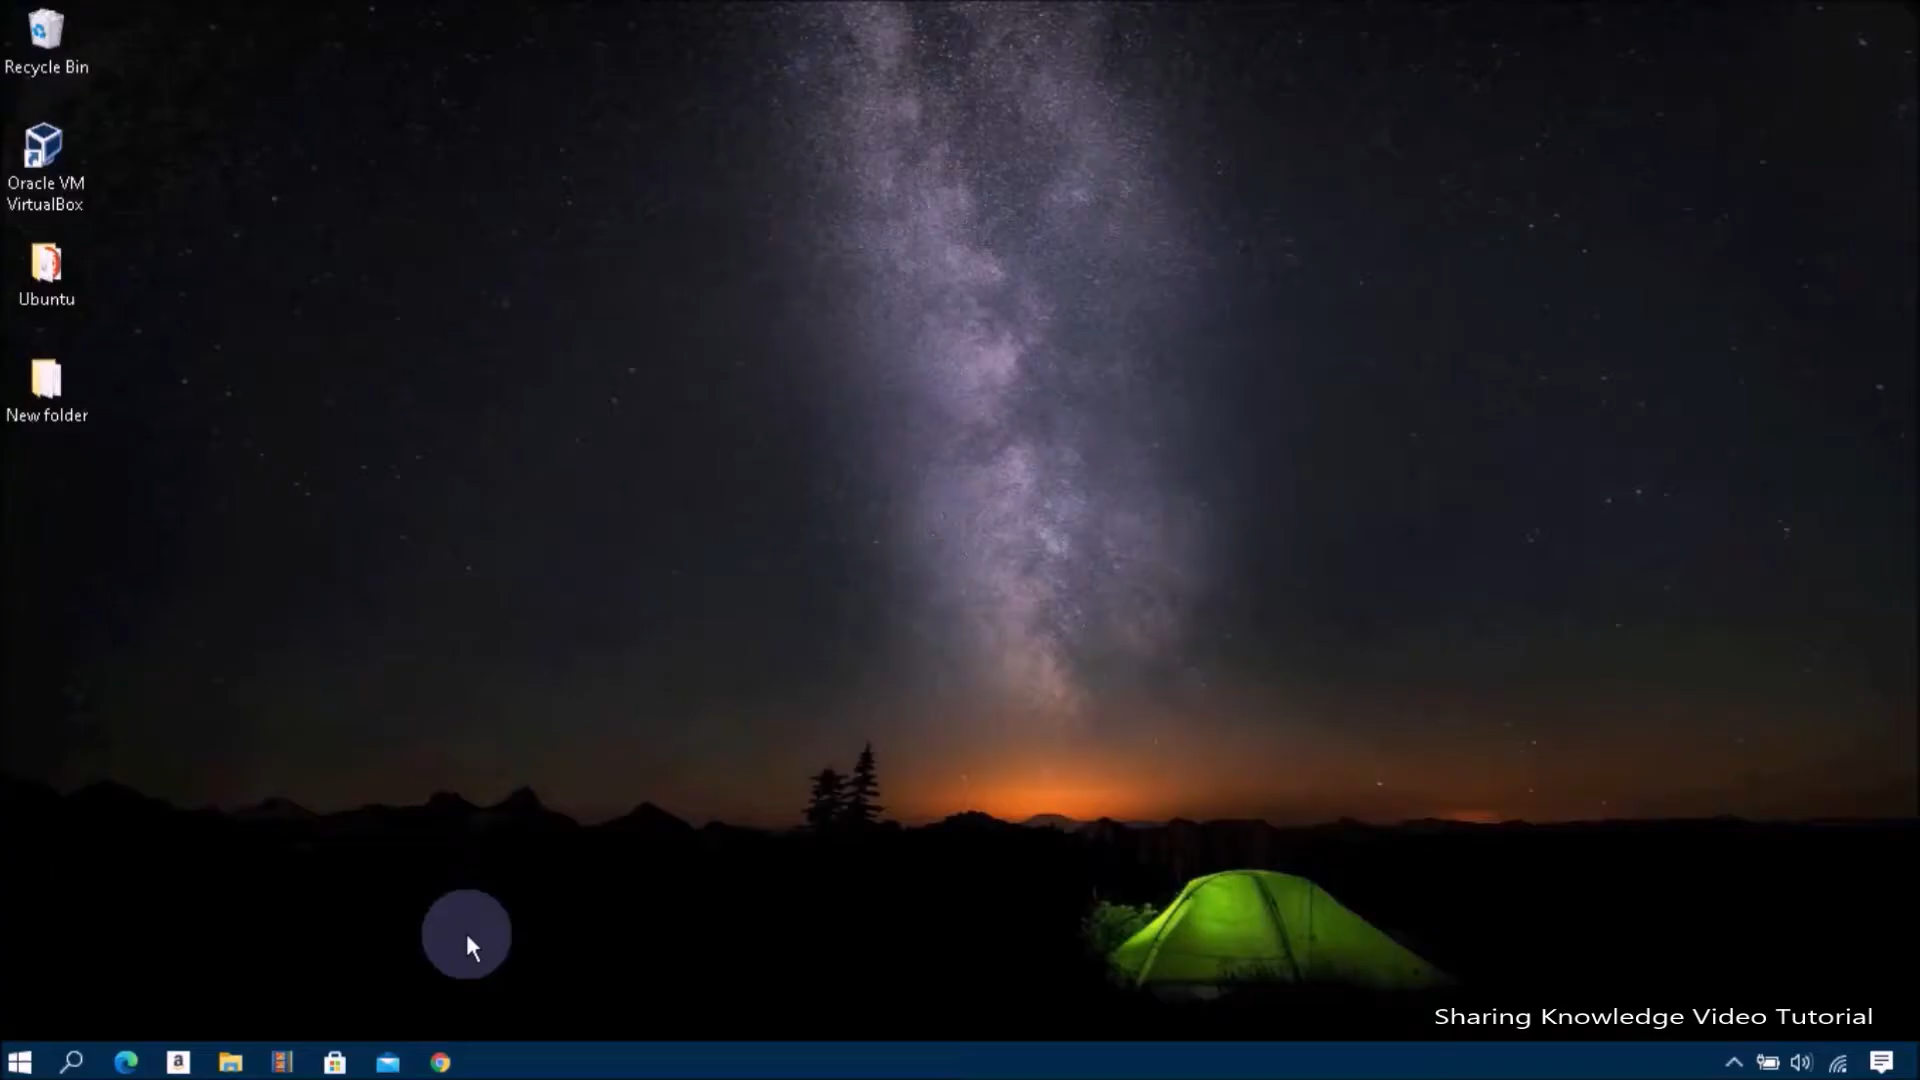 Recycle Bin
Oracle VM
VirtualBox
Ubuntu
New folder
Sharing Knowledge Video Tutorial
a